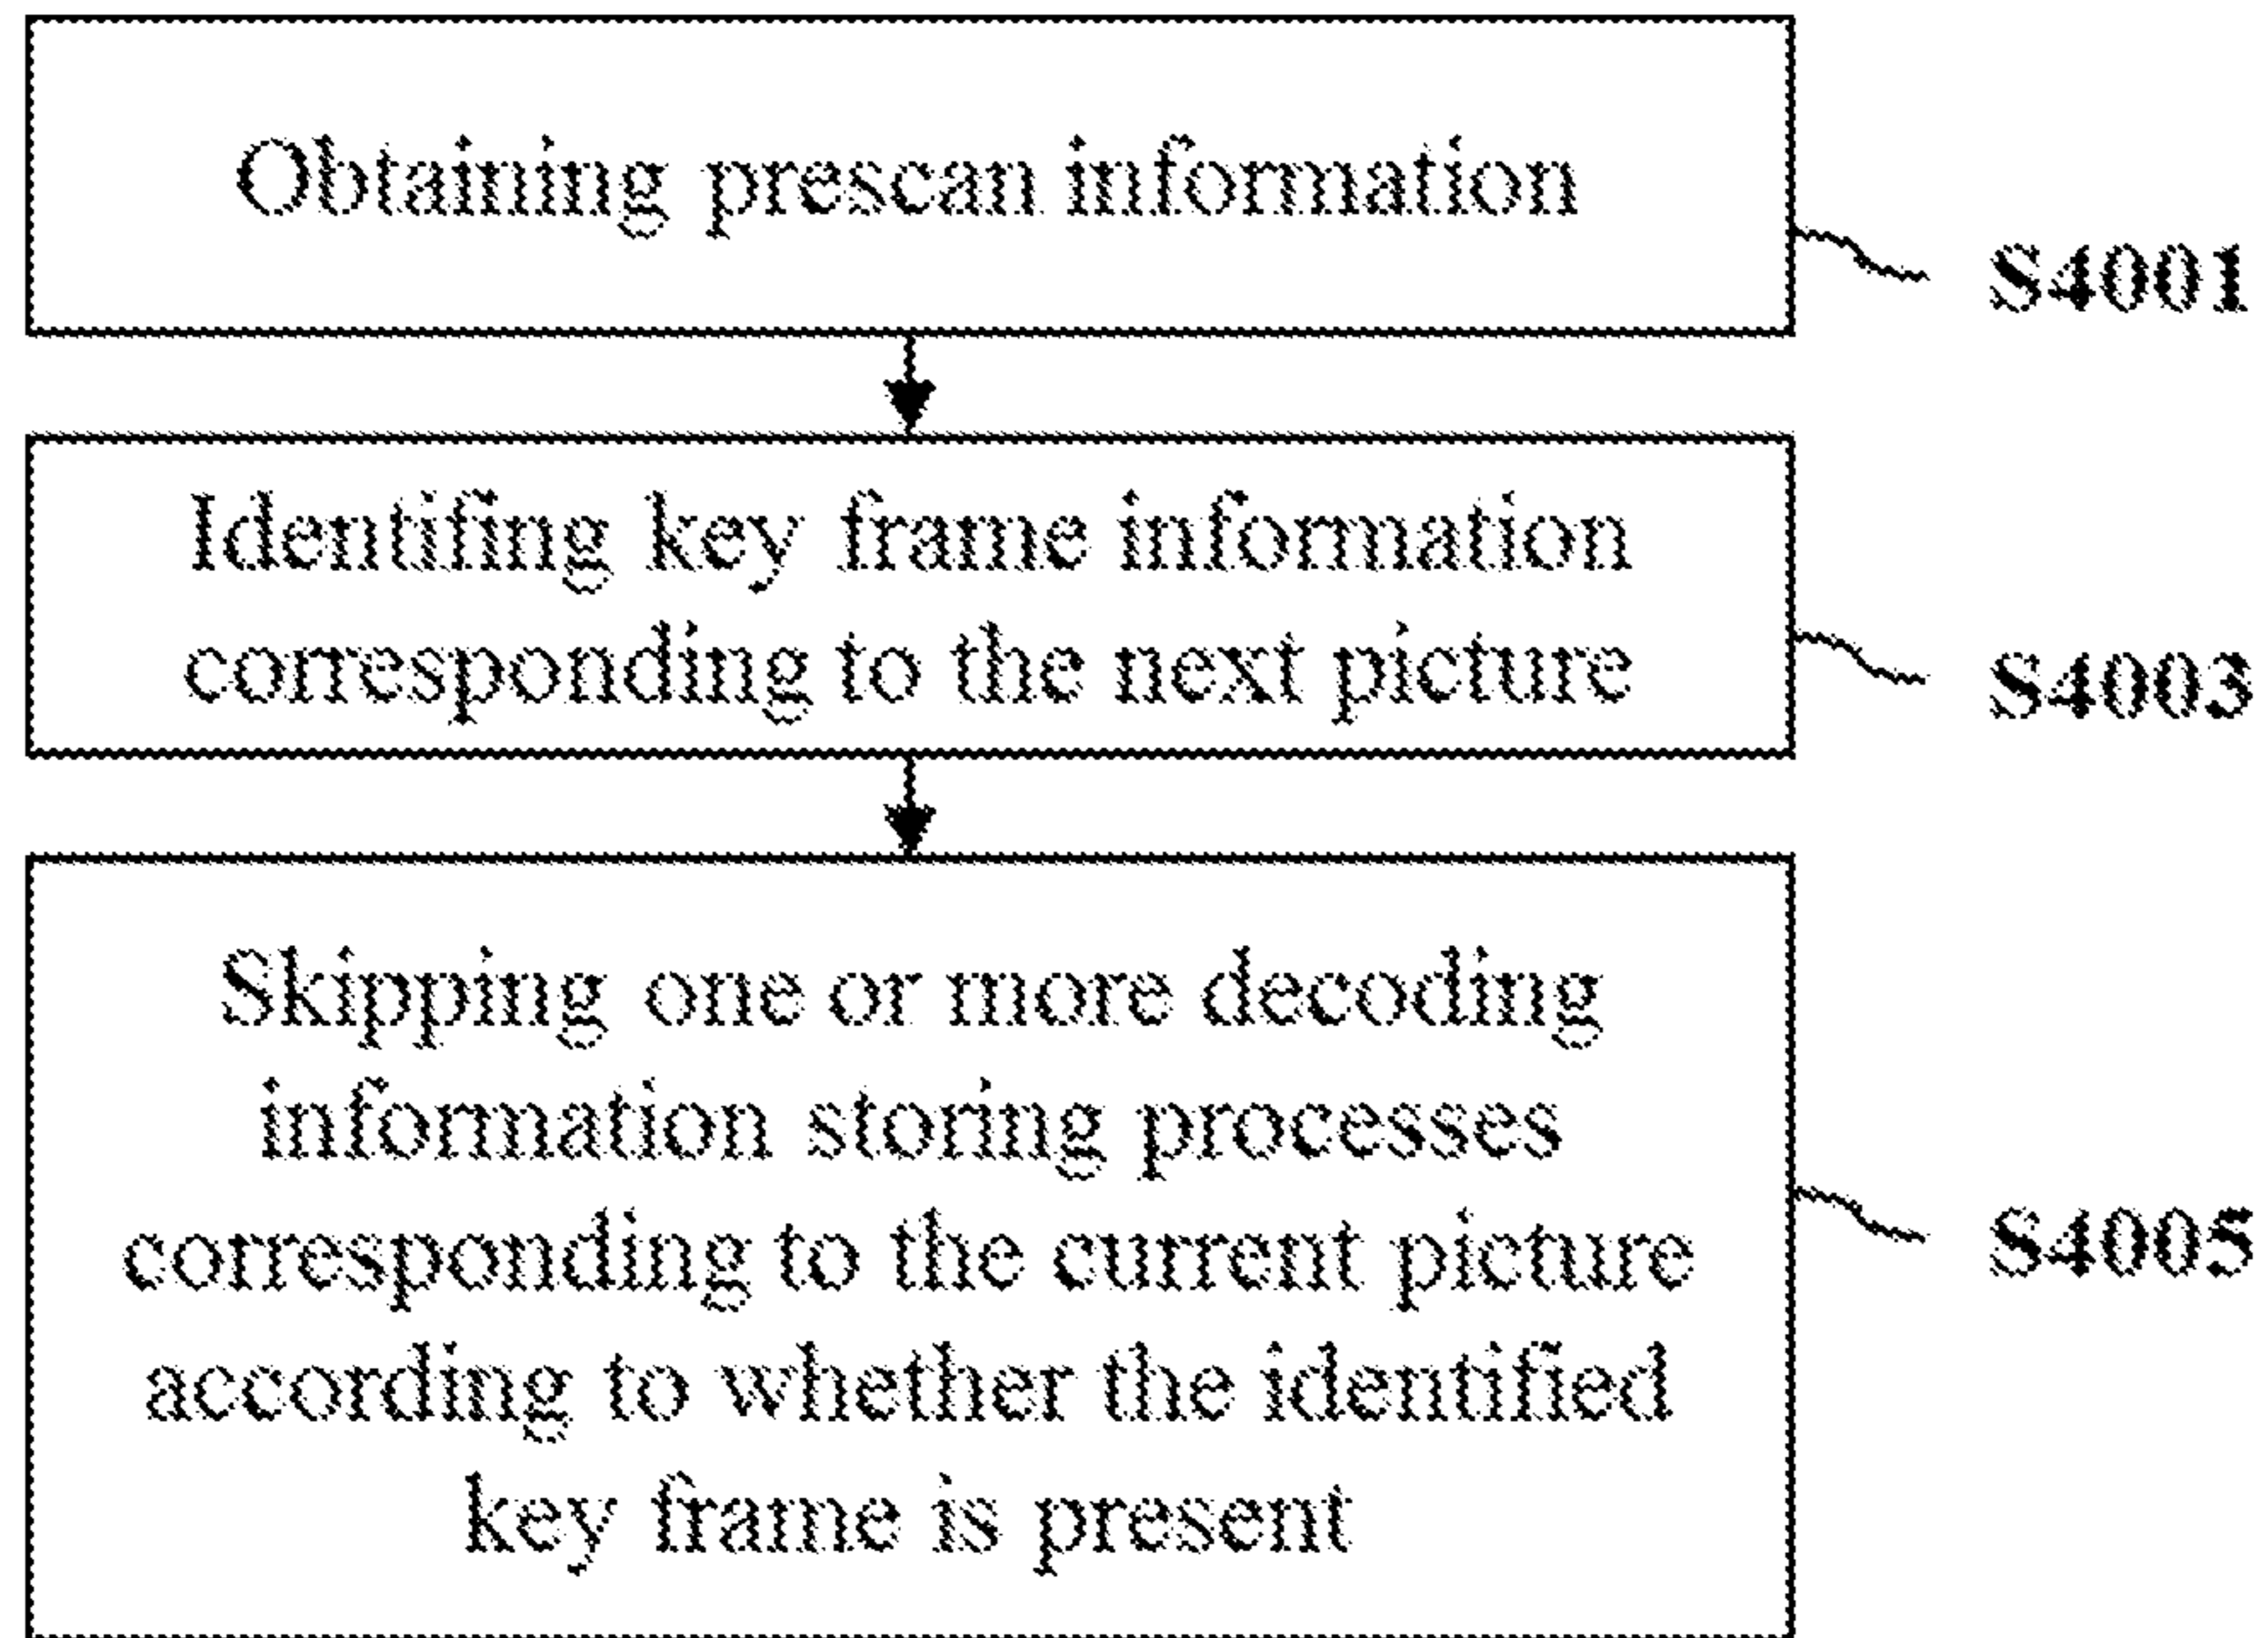 Obtaining prescan information
S4001
Identifing key frame information
corresponding to the next picture
S4003
Skipping one or more decoding
information storing processes
corresponding to the current picture
according to whether the identified
key frame is present
S4005